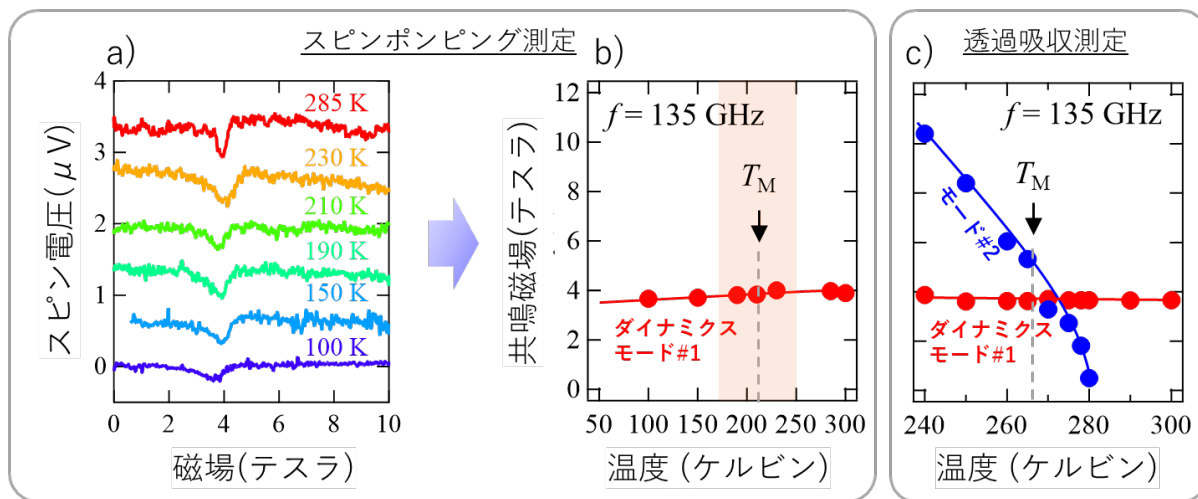 スピンポンピング測定
a)
スピン電圧(μV)
4
3
2
1
0
285 K
230 K
210 K
190 K
150 K
100 K
0 2 4 6 8 10
磁場(テスラ)
b)
共鳴磁場(テスラ)
12
10
8
6
4
2
0
f = 135 GHz
TM
ダイナミクス
モード#1
50 100 150 200 250 300
温度 (ケルビン)
透過吸収測定
c)
f = 135 GHz
TM
モード#2
ダイナミクス
モード#1
240 260 280 300
温度 (ケルビン)